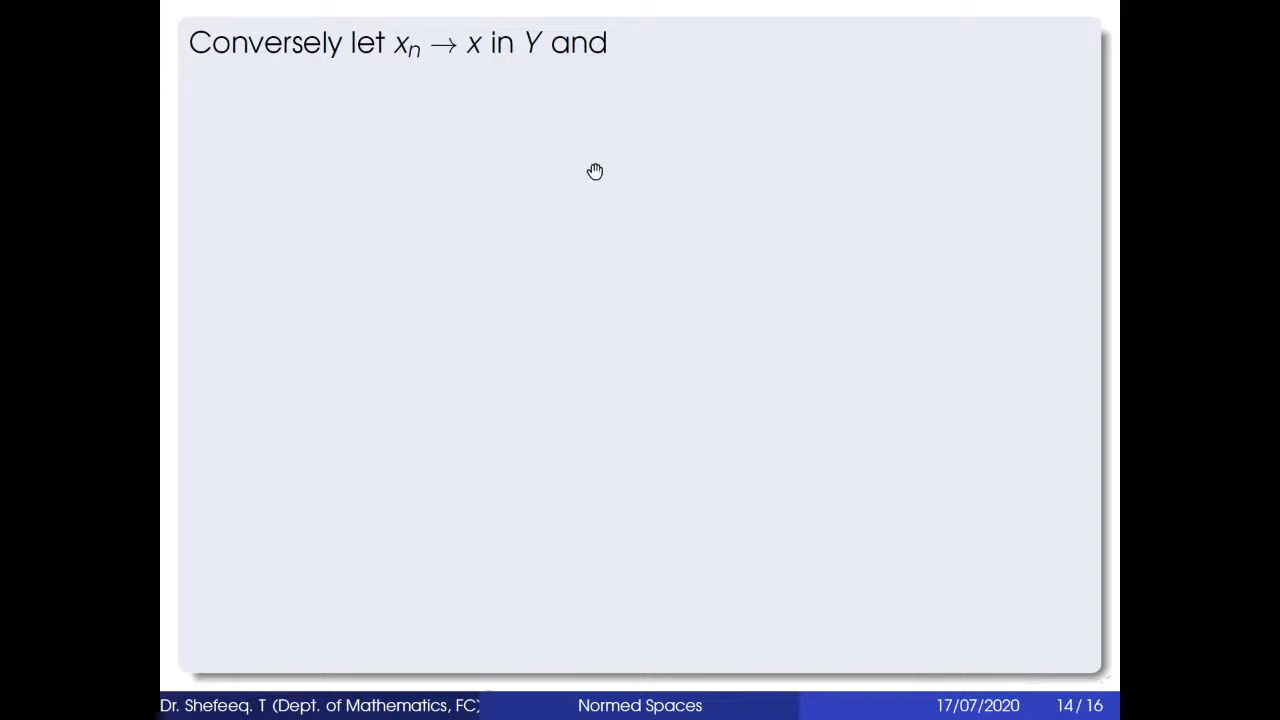 Conversely let xₙ → x in Y and
Dr. Shefeeq. T (Dept. of Mathematics, FC) Normed Spaces 17/07/2020 14 / 16